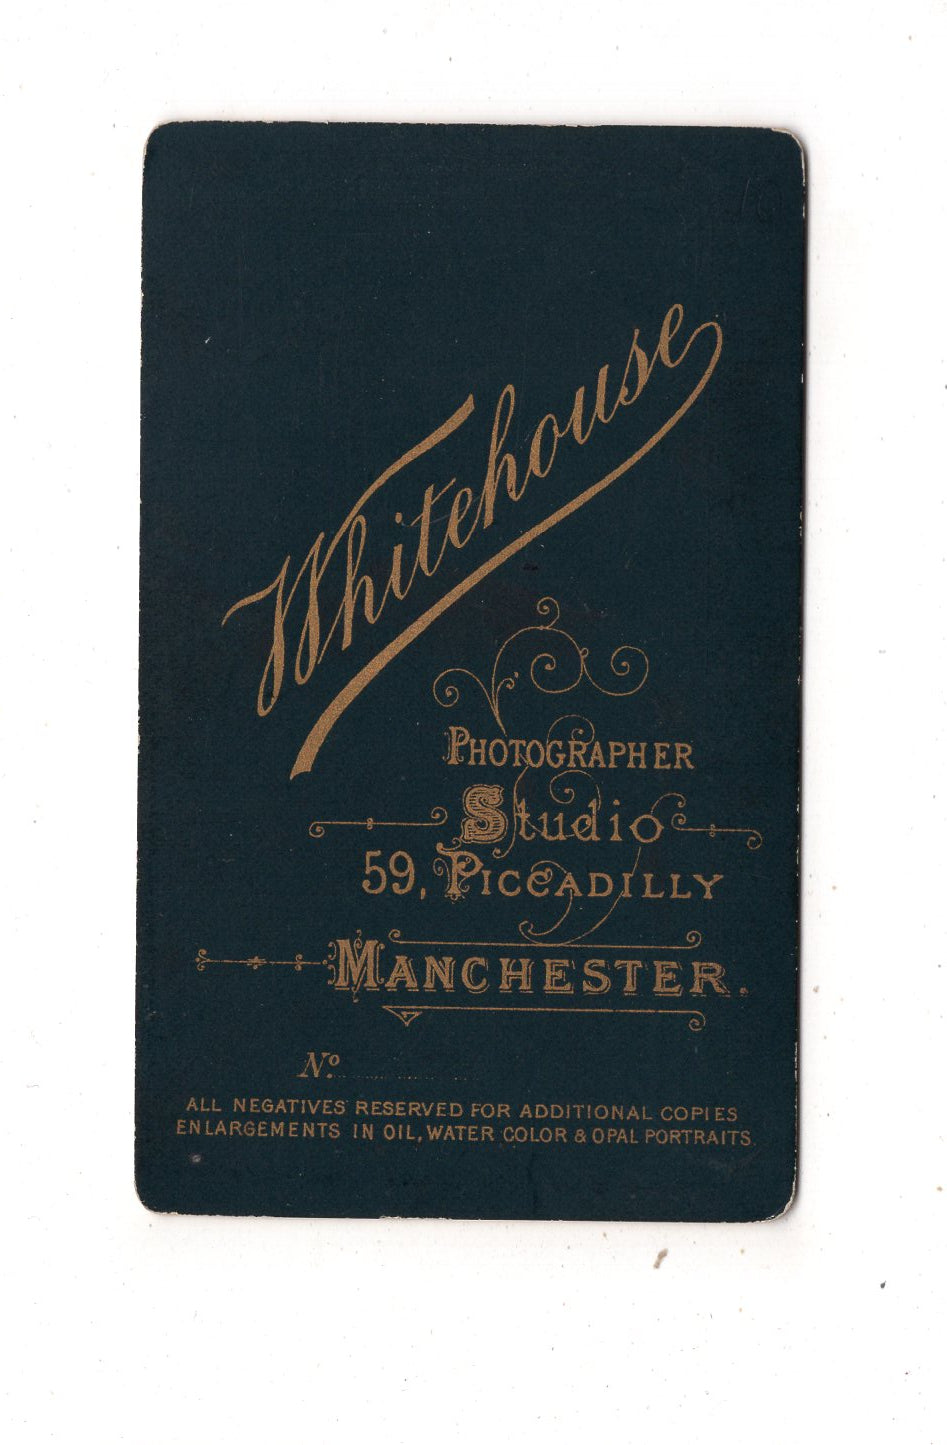 Whitehouse
PHOTOGRAPHER
Studio
59, PICCADILLY
MANCHESTER.
No.
ALL NEGATIVES RESERVED FOR ADDITIONAL COPIES
ENLARGEMENTS IN OIL, WATER COLOR & OPAL PORTRAITS.